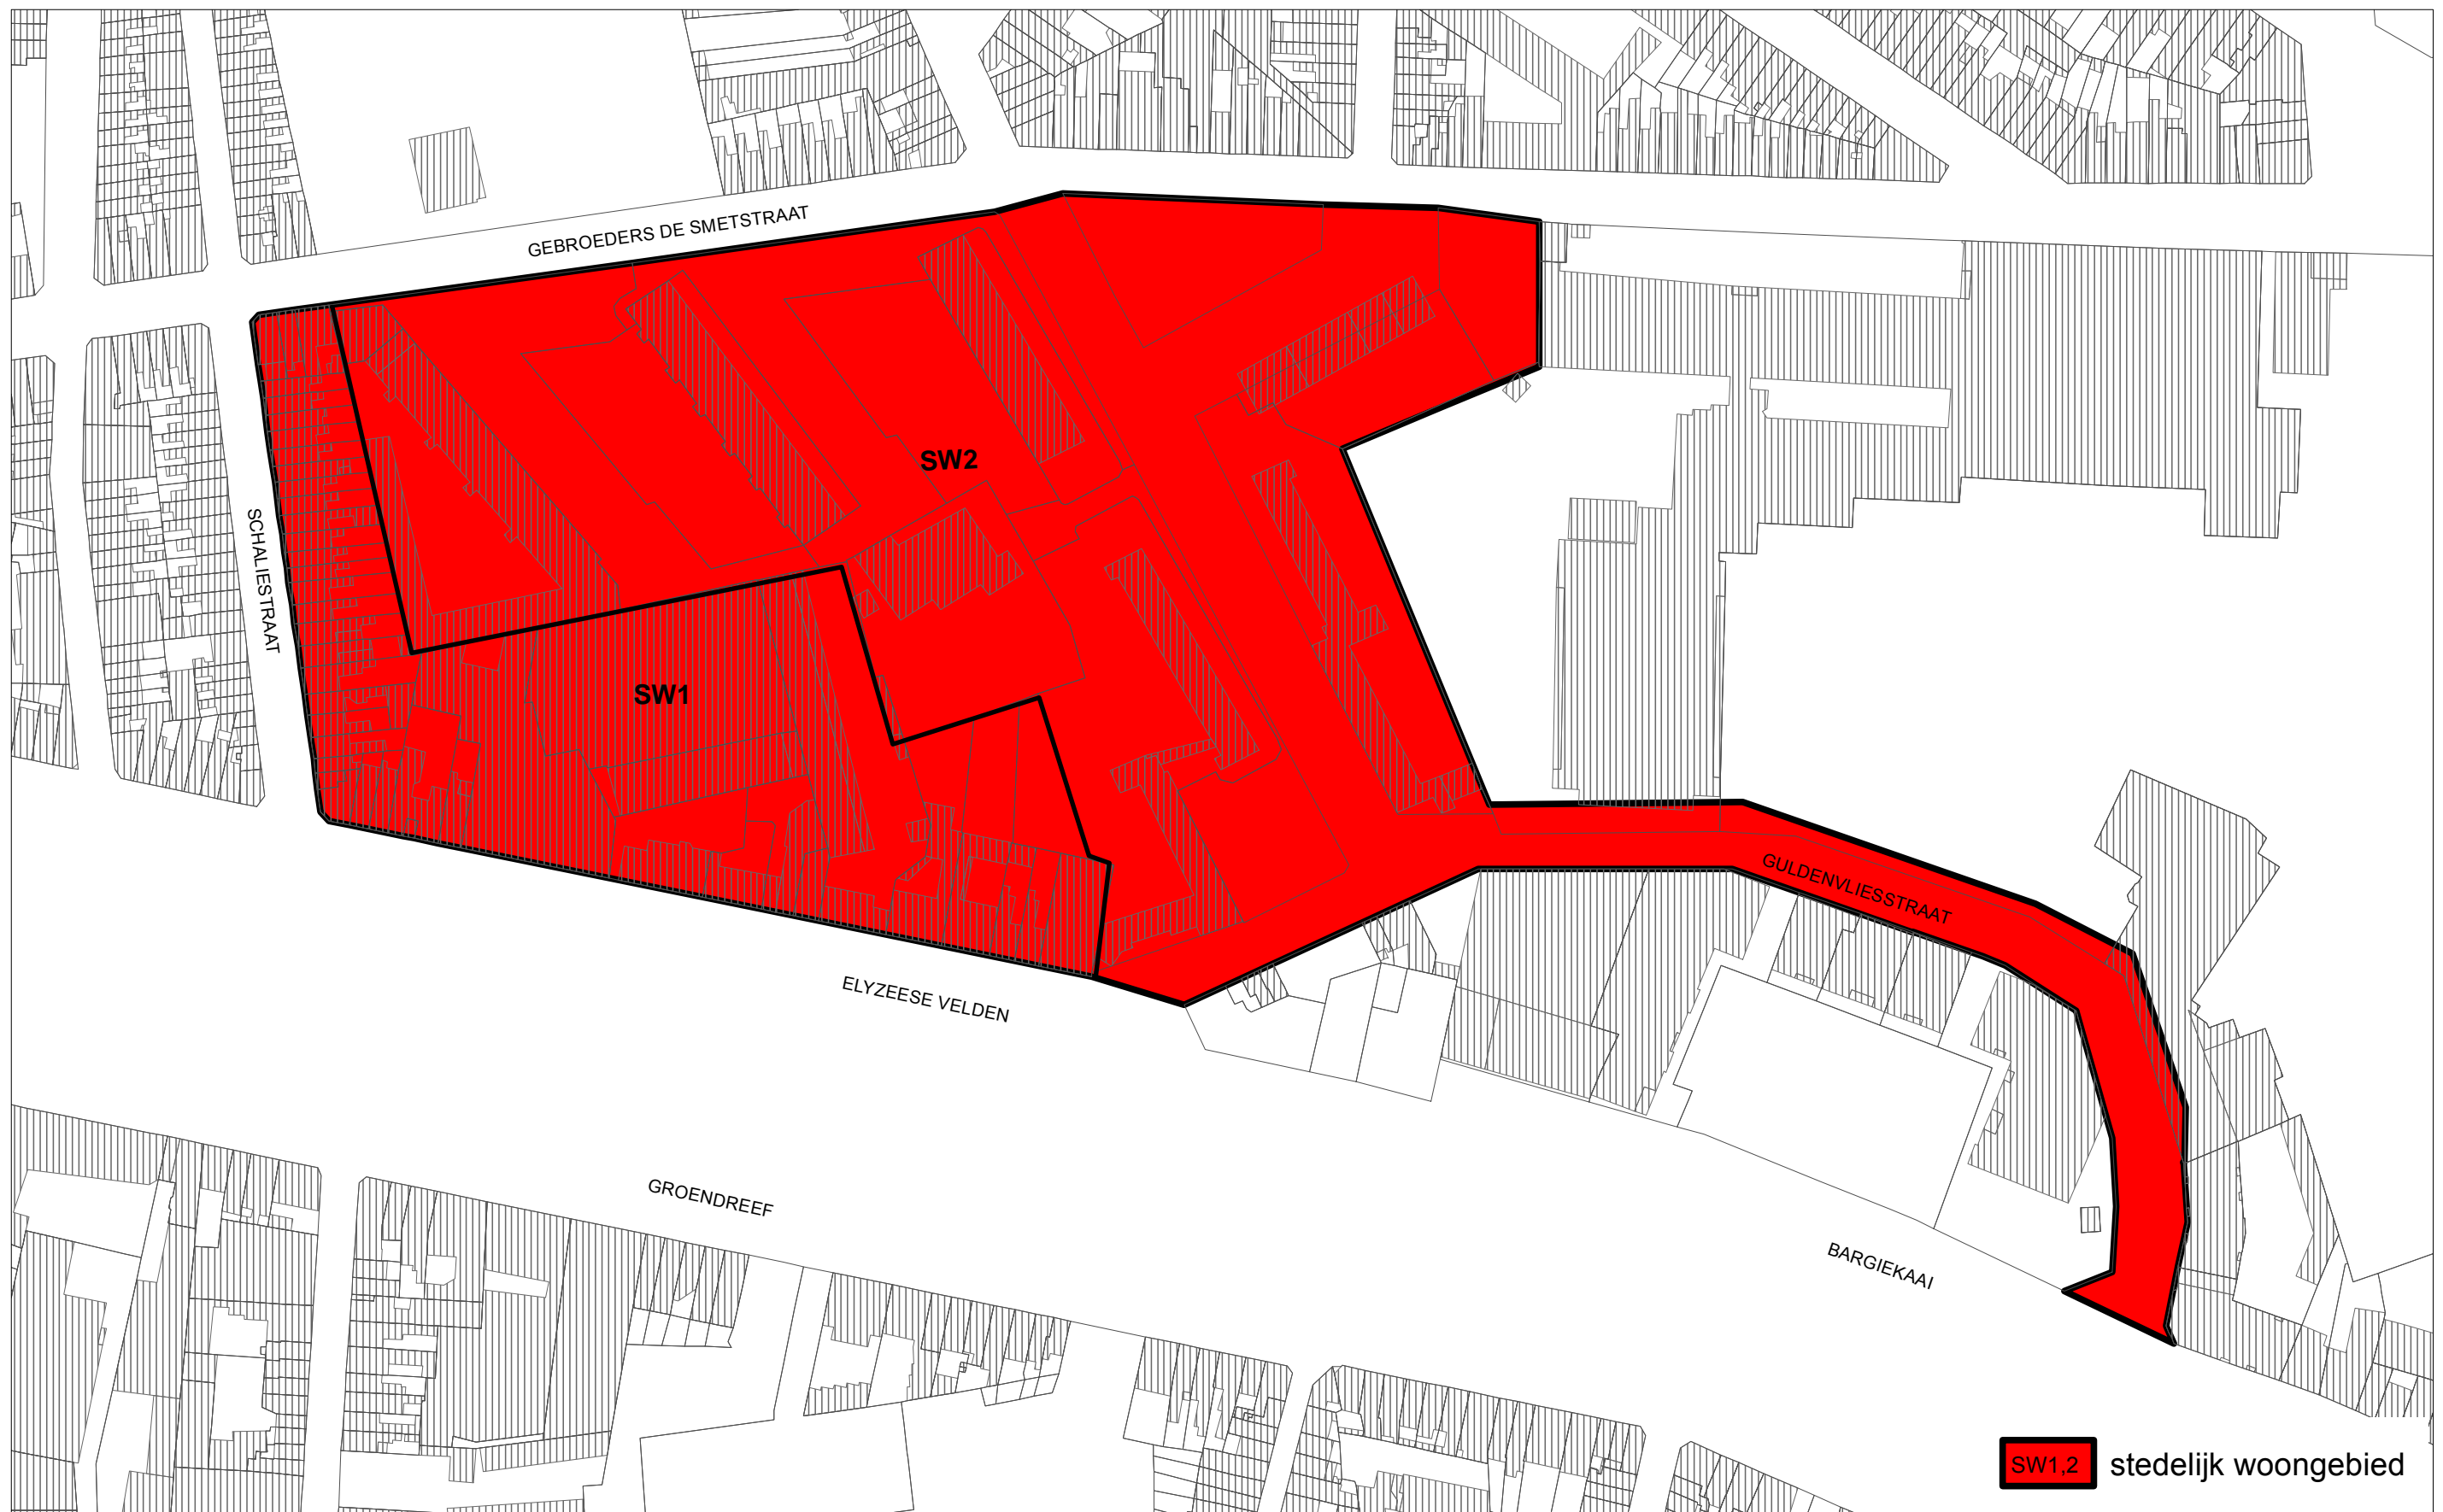 GEBROEDERS DE SMETSTRAAT
SW2
SCHALIESTRAAT
SW1
GULDENVLIESSTRAAT
ELYZEESE VELDEN
GROENDREEF
BARGIEKAAI
SW1,2 stedelijk woongebied